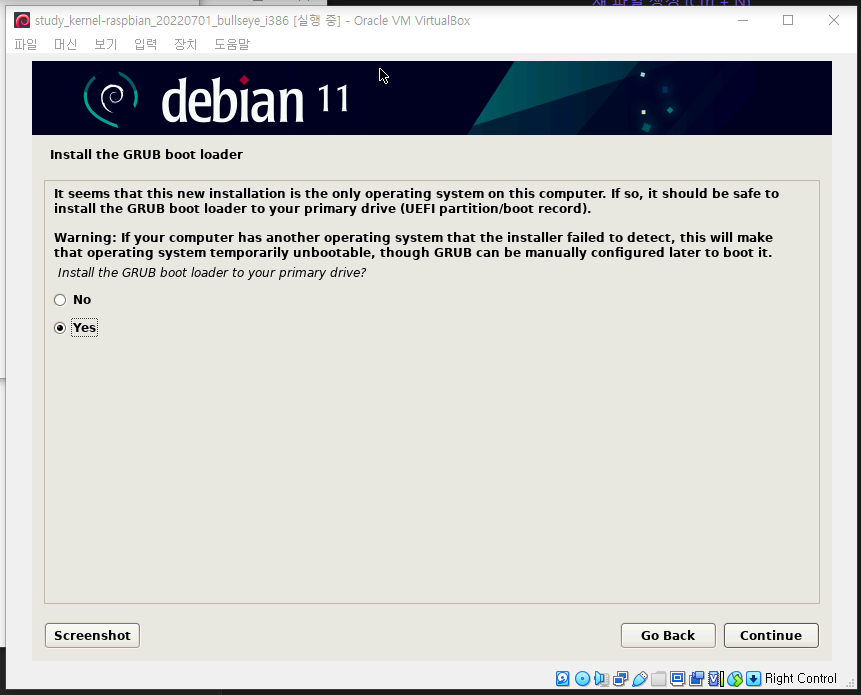 study_kernel-raspbian_20220701_bullseye_i386 [실행 중] - Oracle VM VirtualBox
파일 머신 보기 입력 장치 도움말
debian 11
Install the GRUB boot loader
It seems that this new installation is the only operating system on this computer. If so, it should be safe to
install the GRUB boot loader to your primary drive (UEFI partition/boot record).
Warning: If your computer has another operating system that the installer failed to detect, this will make
that operating system temporarily unbootable, though GRUB can be manually configured later to boot it.
Install the GRUB boot loader to your primary drive?
No
Yes
Screenshot Go Back Continue
Right Control